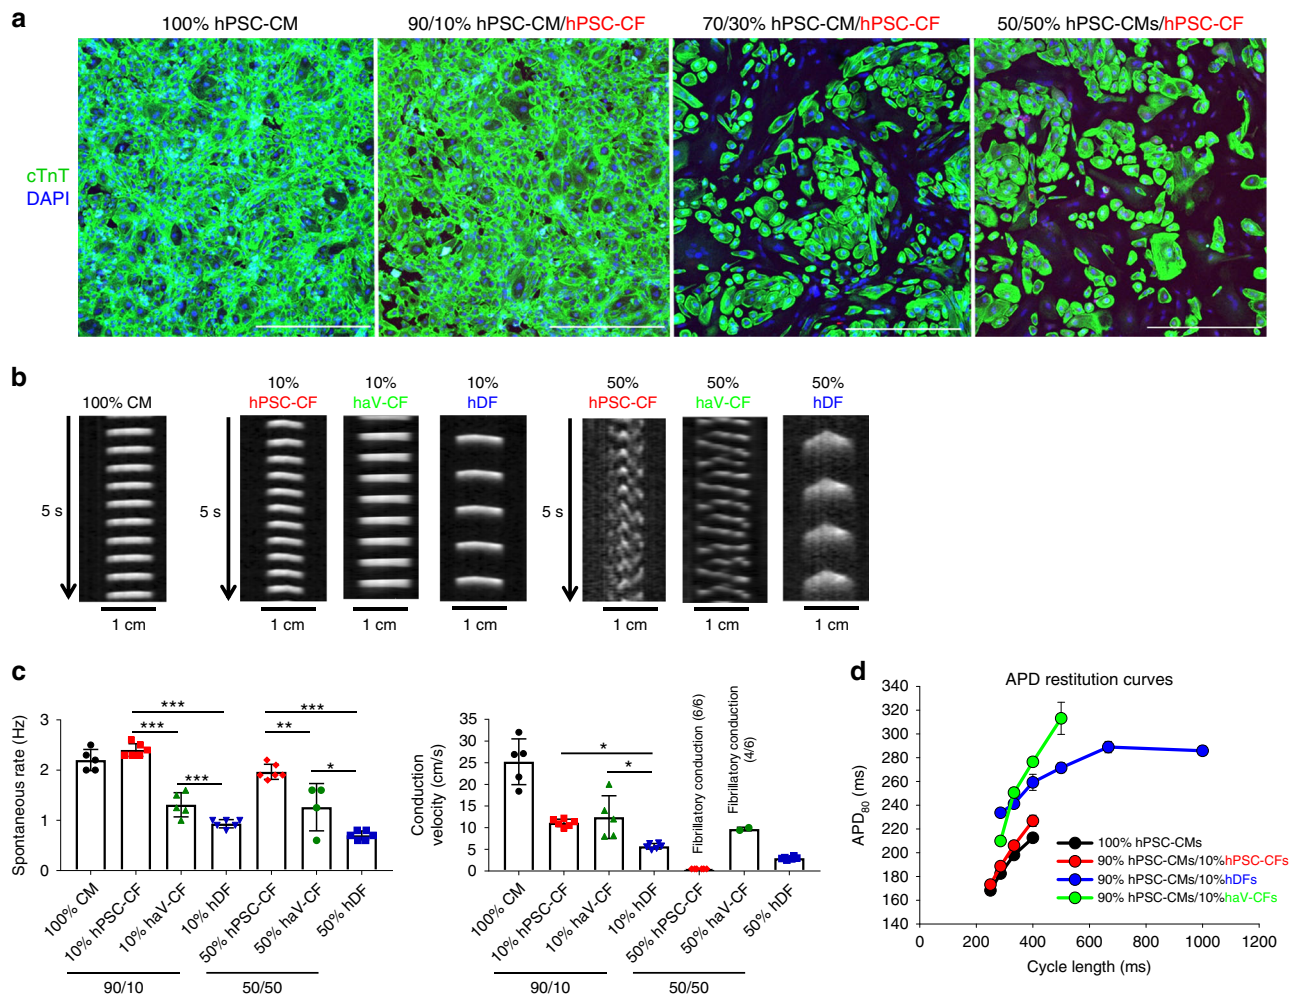 a
100% hPSC-CM
90/10% hPSC-CM/hPSC-CF
70/30% hPSC-CM/hPSC-CF
50/50% hPSC-CMs/hPSC-CF
cTnT
DAPI
b
100% CM
10%
hPSC-CF
10%
haV-CF
10%
hDF
50%
hPSC-CF
50%
haV-CF
50%
hDF
5 s
5 s
5 s
1 cm
1 cm
1 cm
1 cm
1 cm
1 cm
1 cm
c
Spontaneous rate (Hz)
3
2
1
0
***
***
***
***
**
*
100% CM
10% hPSC-CF
10% haV-CF
10% hDF
50% hPSC-CF
50% haV-CF
50% hDF
90/10
50/50
Conduction
velocity (cm/s)
35
30
25
20
15
10
5
0
*
*
Fibrillatory conduction (6/6)
Fibrillatory conduction
(4/6)
100% CM
10% hPSC-CF
10% haV-CF
10% hDF
50% hPSC-CF
50% haV-CF
50% hDF
90/10
50/50
d
APD restitution curves
APD80 (ms)
340
320
300
280
260
240
220
195
180
160
140
100% hPSC-CMs
90% hPSC-CMs/10%hPSC-CFs
90% hPSC-CMs/10%hDFs
90% hPSC-CMs/10%haV-CFs
0
200
400
600
800
1000
1200
Cycle length (ms)